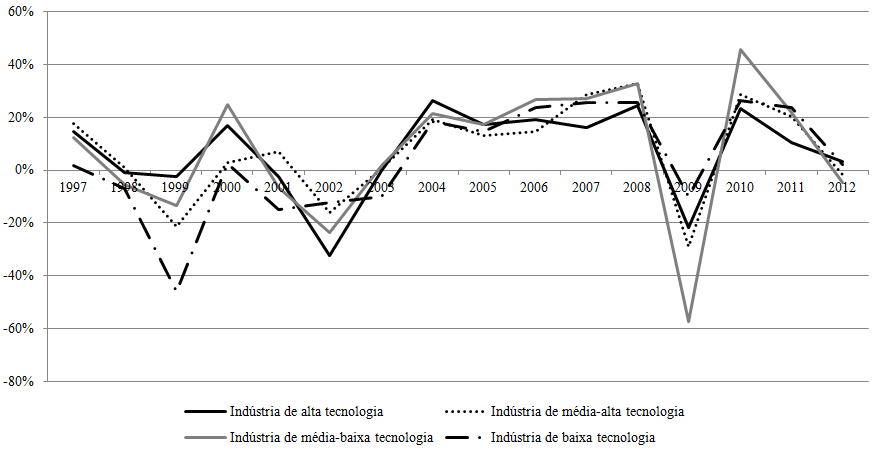 60%
40%
20%
0%
-20%
-40%
-60%
-80%
1997 1998 1999 2000 2001 2002 2003 2004 2005 2006 2007 2008 2009 2010 2011 2012
Indústria de alta tecnologia Indústria de média-alta tecnologia
Indústria de média-baixa tecnologia Indústria de baixa tecnologia